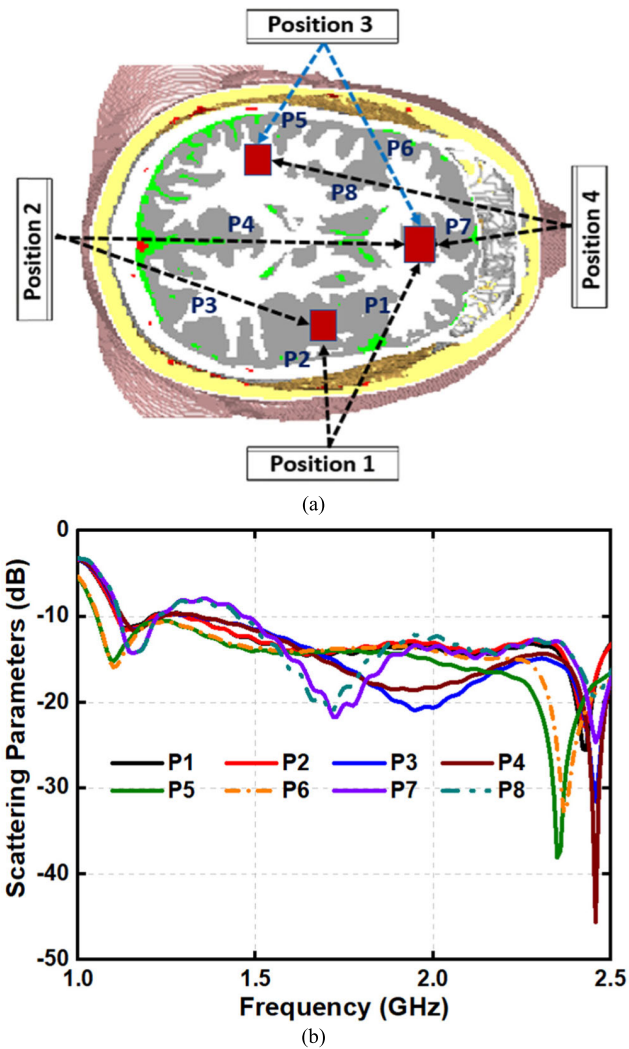 Position 3
P5
P6
P8
Position 2
P4
P7
Position 4
P3
P1
P2
Position 1
(a)
0
-10
-20
-30
-40
-50
Scattering Parameters (dB)
P1 P2 P3 P4
P5 P6 P7 P8
1.0 1.5 2.0 2.5
Frequency (GHz)
(b)